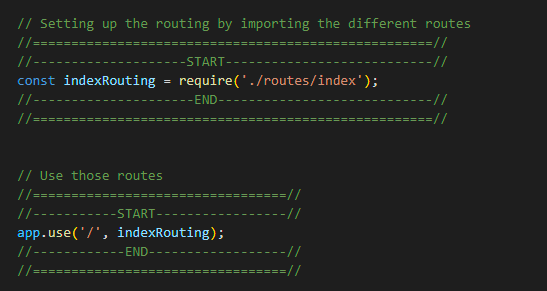 // Setting up the routing by importing the different routes
//====================================================//
//--------------------START---------------------------//
const indexRouting = require('./routes/index');
//---------------------END----------------------------//
//====================================================//
// Use those routes
//=================================//
//-----------START-----------------//
app.use('/', indexRouting);
//------------END------------------//
//=================================//